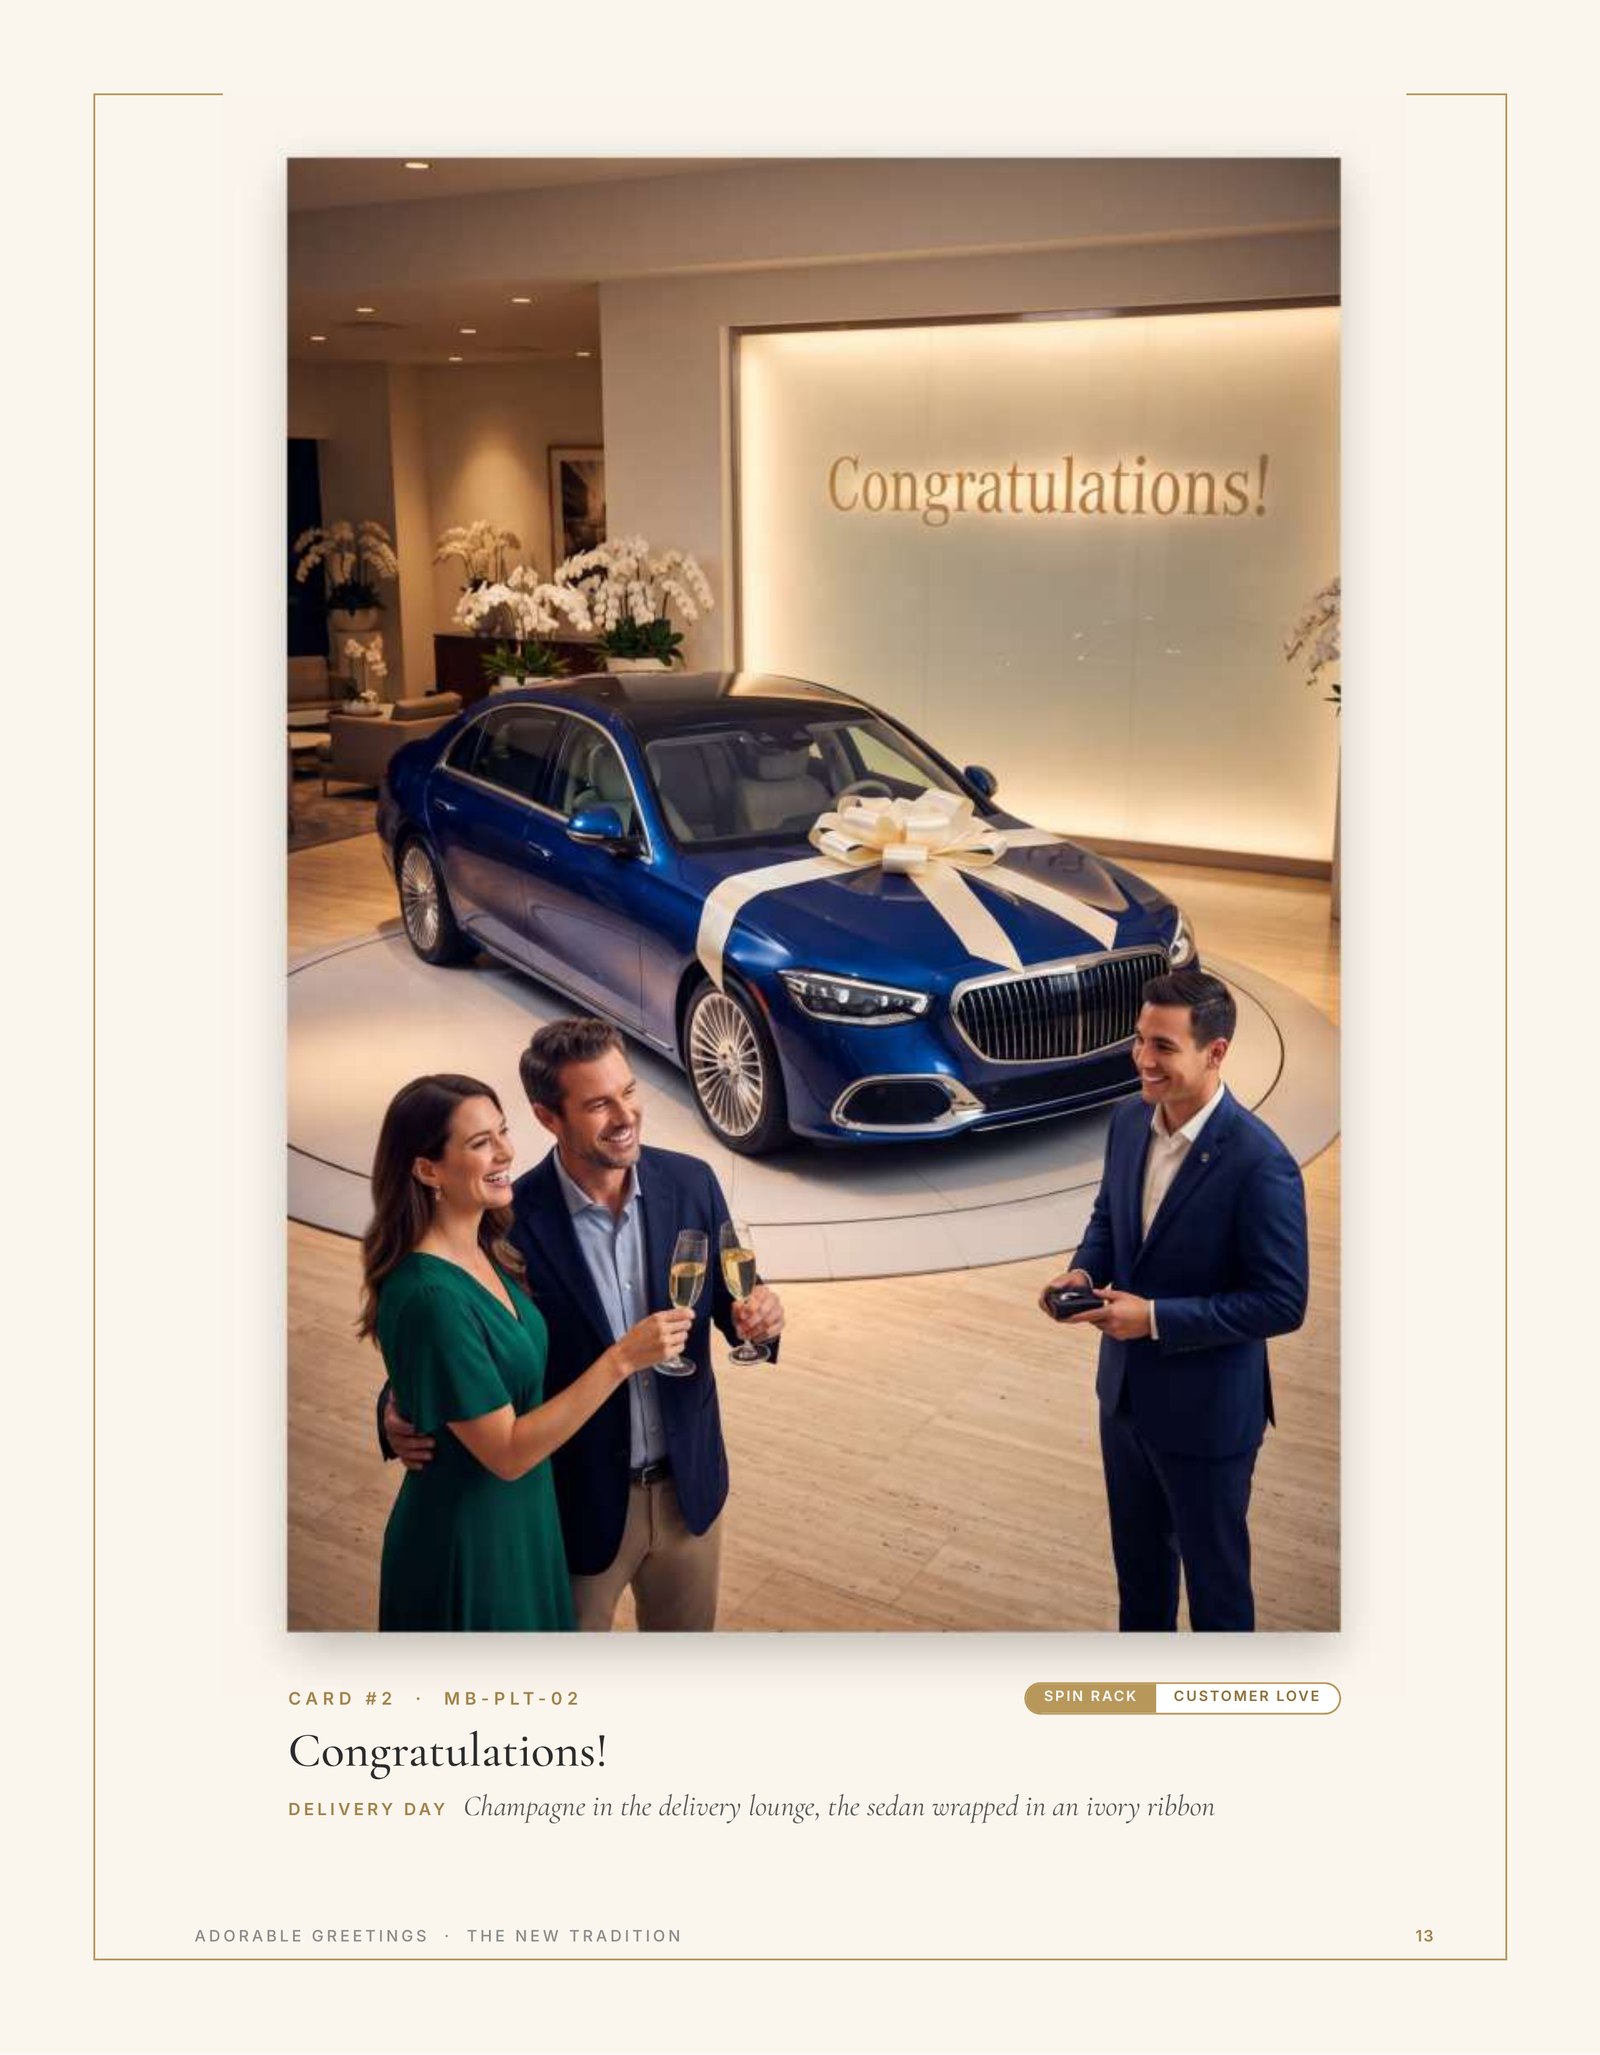 Congratulations!
CARD #2 · MB-PLT-02
SPIN RACK CUSTOMER LOVE
Congratulations!
DELIVERY DAY Champagne in the delivery lounge, the sedan wrapped in an ivory ribbon
ADORABLE GREETINGS · THE NEW TRADITION
13